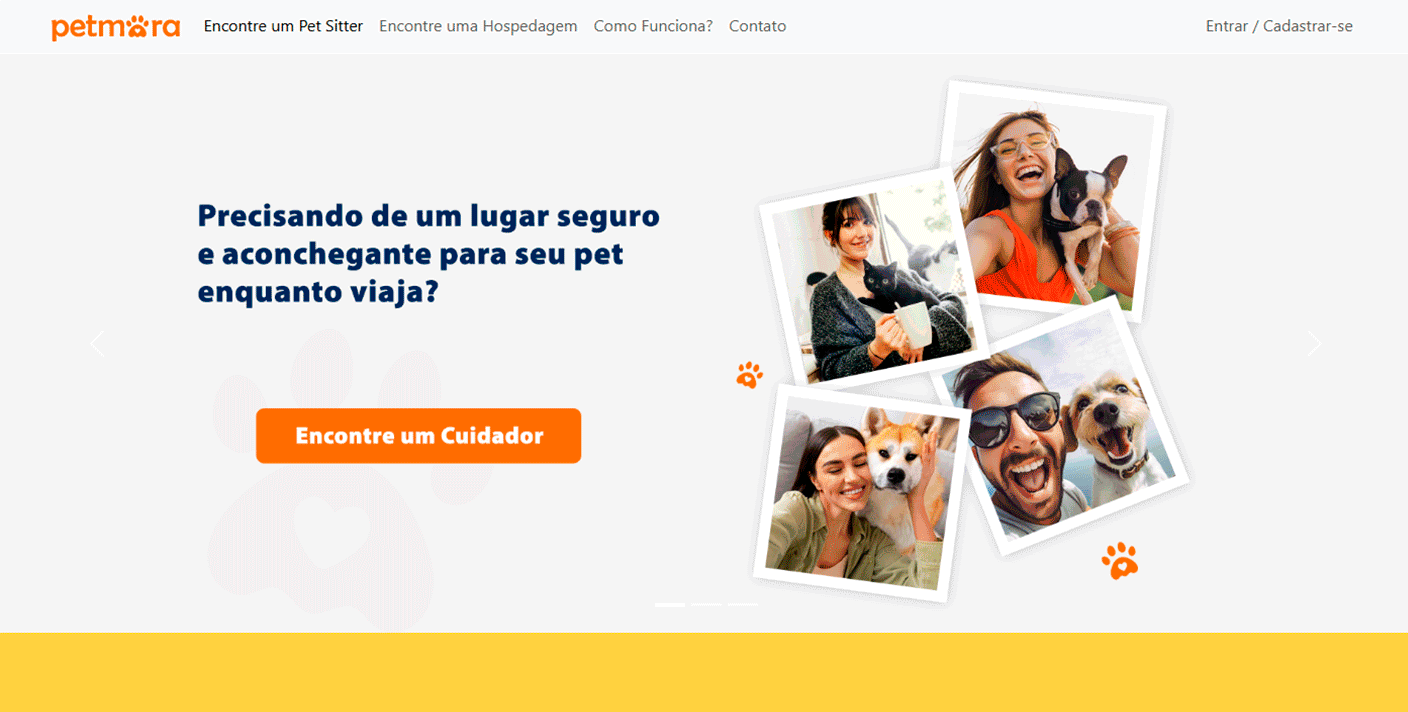 petmora
Encontre um Pet Sitter
Encontre uma Hospedagem
Como Funciona?
Contato
Entrar / Cadastrar-se
Precisando de um lugar seguro
e aconchegante para seu pet
enquanto viaja?
Encontre um Cuidador